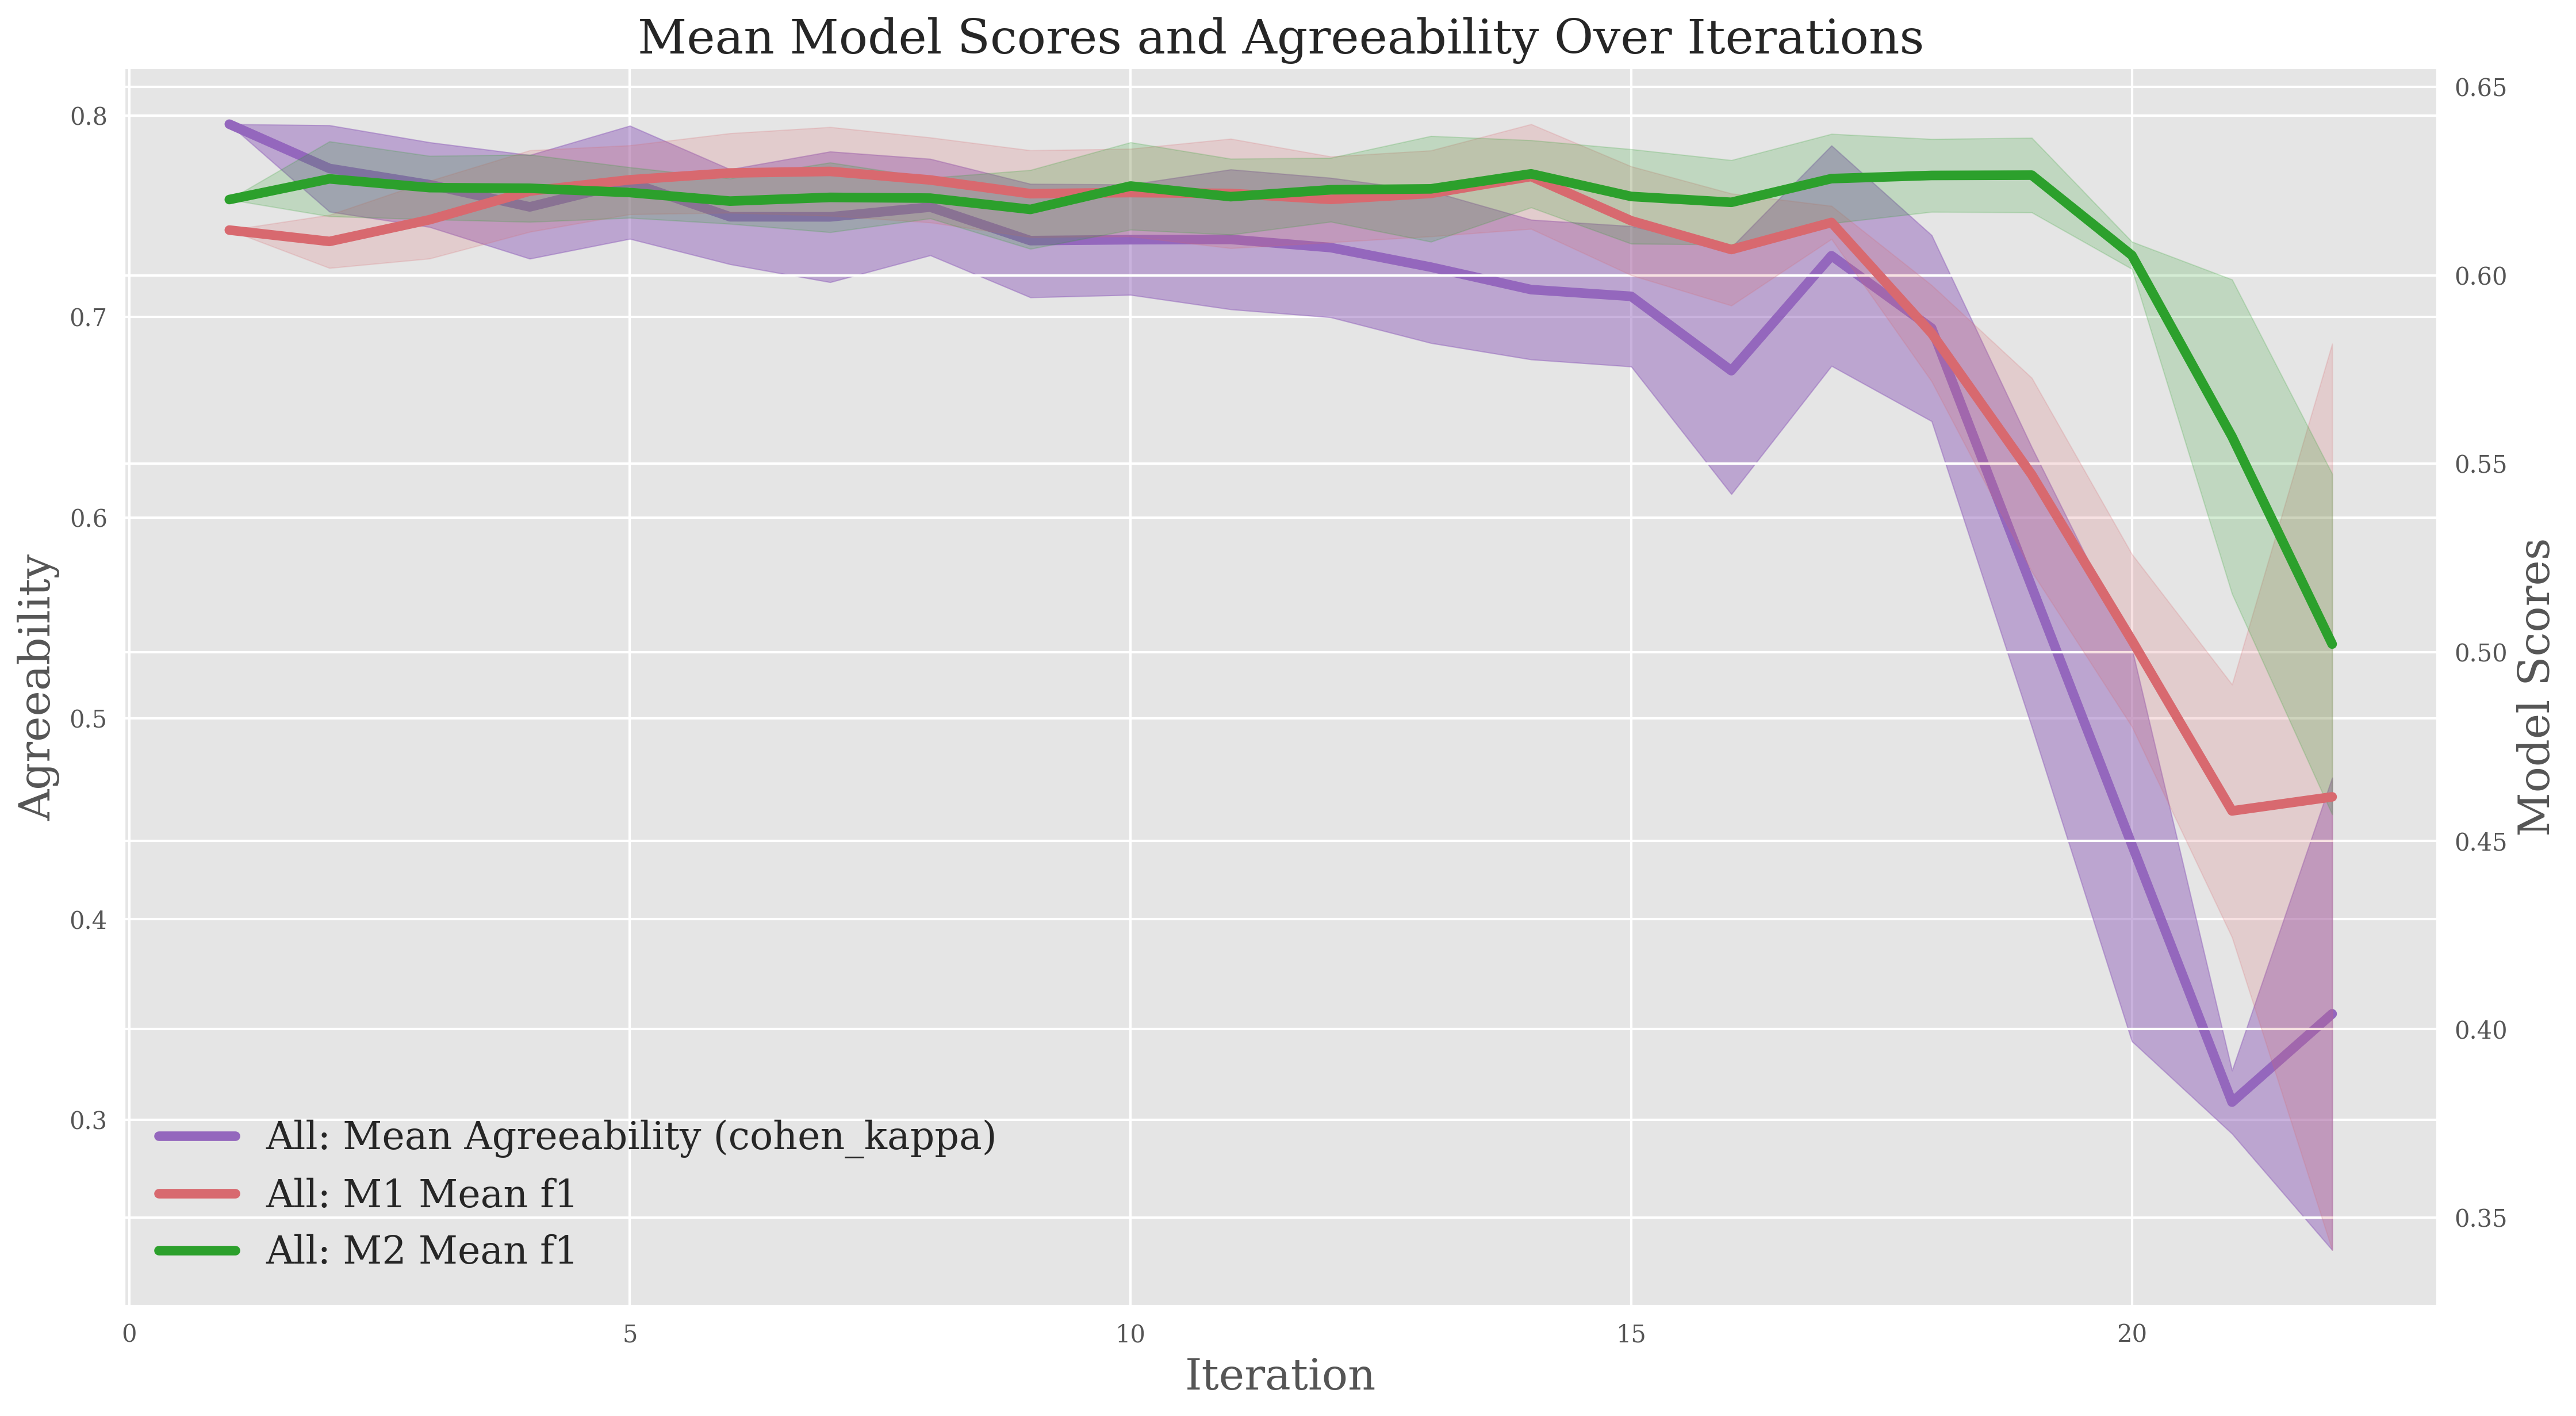 Mean Model Scores and Agreeability Over Iterations
Agreeability
0.8
0.7
0.6
0.5
0.4
0.3
All: Mean Agreeability (cohen_kappa)
All: M1 Mean f1
All: M2 Mean f1
0
5
10
15
20
Iteration
0.65
0.60
0.55
0.50
0.45
0.40
0.35
Model Scores